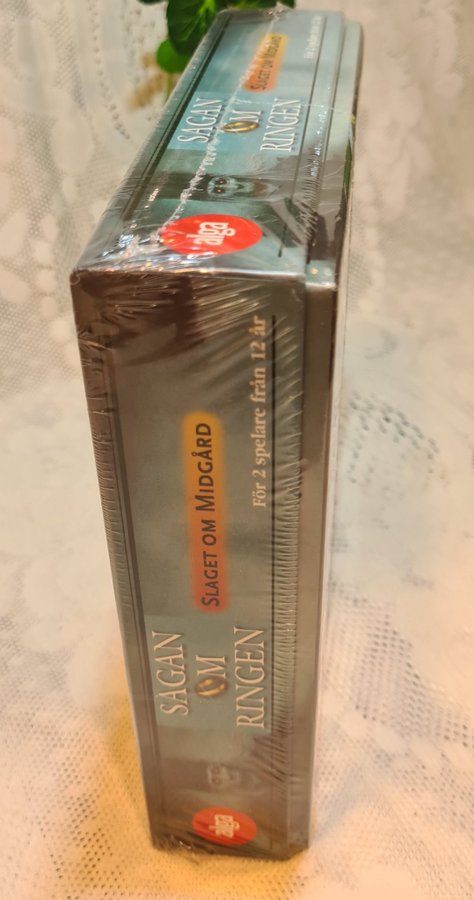 SAGAN
OM
RINGEN
SLAGET OM MIDGÅRD
alga
För 2 spelare från 12 år
SLAGET OM MIDGÅRD
SAGAN
OM
RINGEN
alga